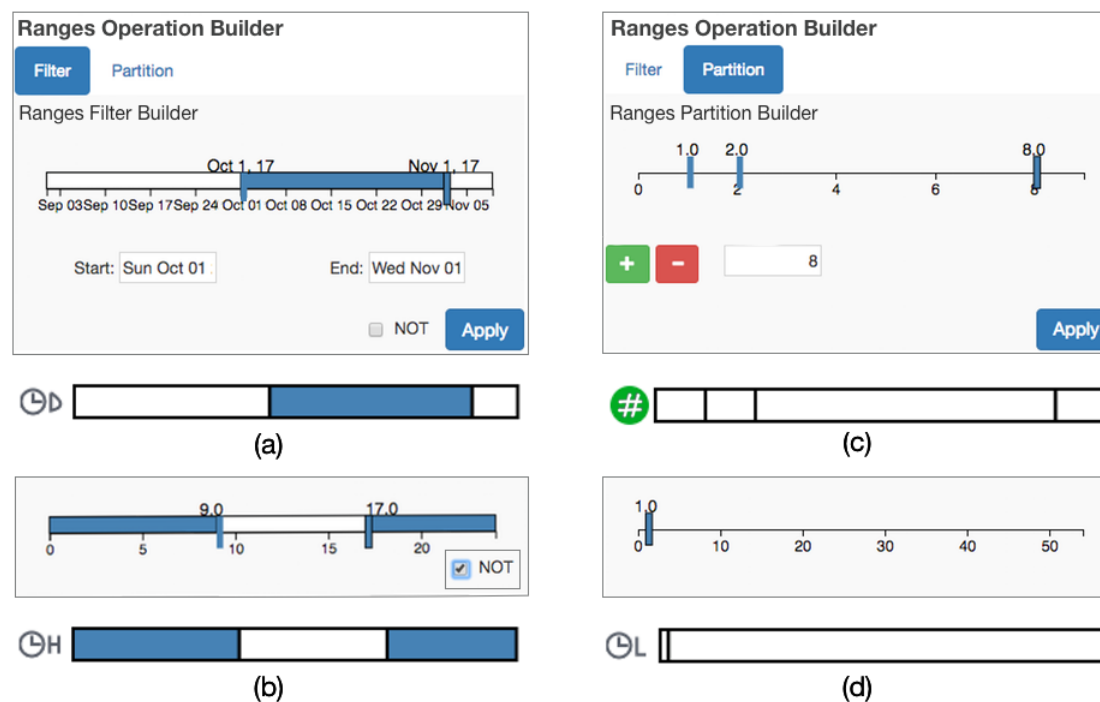 Ranges Operation Builder
Filter Partition
Ranges Filter Builder
Oct 1, 17 Nov 1, 17
Sep 03 Sep 10 Sep 17 Sep 24 Oct 01 Oct 08 Oct 15 Oct 22 Oct 29 Nov 05
Start: Sun Oct 01 End: Wed Nov 01
NOT Apply
D
(a)
9.0 17.0
0 5 10 15 20
NOT
H
(b)
Ranges Operation Builder
Filter Partition
Ranges Partition Builder
1.0 2.0 8.0
0 2 4 6 8
+ - 8
Apply
#
(c)
1.0
0 10 20 30 40 50
L
(d)